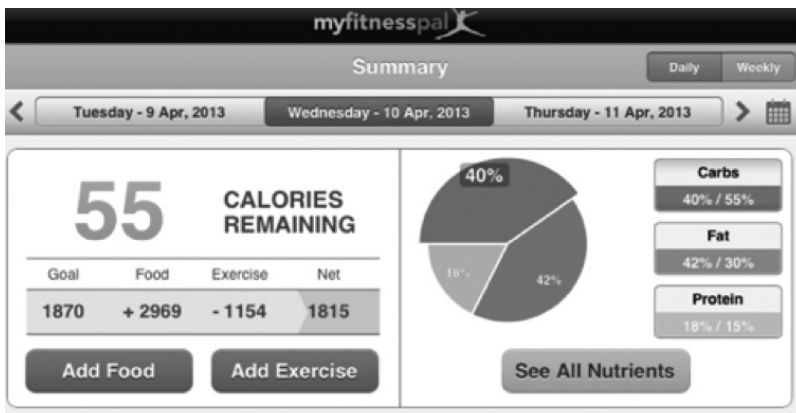 myfitnesspal
Summary
Daily Weekly
Tuesday - 9 Apr, 2013 Wednesday - 10 Apr, 2013 Thursday - 11 Apr, 2013
55 CALORIES
REMAINING
Goal Food Exercise Net
1870 + 2969 - 1154 1815
Add Food Add Exercise
40%
18%
42%
Carbs
40% / 55%
Fat
42% / 30%
Protein
18% / 15%
See All Nutrients